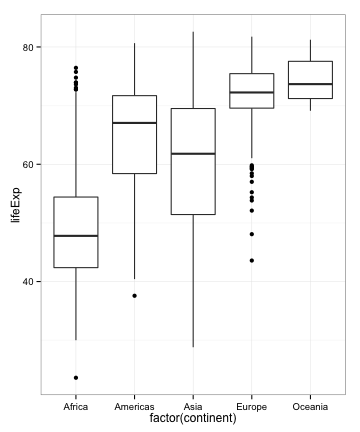 80
60
40
lifeExp
Africa Americas Asia Europe Oceania
factor(continent)